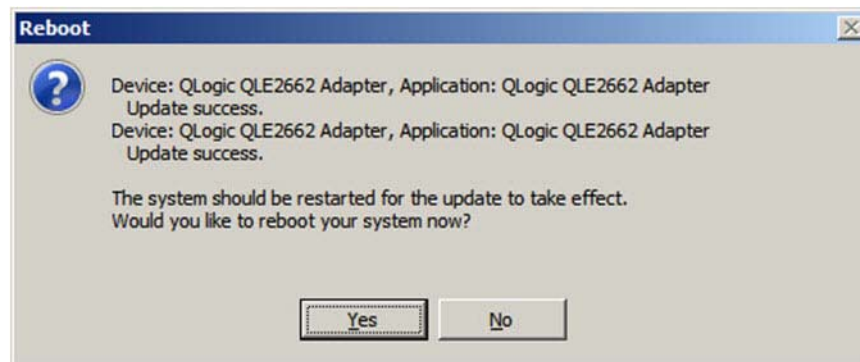 Reboot
Device: QLogic QLE2662 Adapter, Application: QLogic QLE2662 Adapter
Update success.
Device: QLogic QLE2662 Adapter, Application: QLogic QLE2662 Adapter
Update success.
The system should be restarted for the update to take effect.
Would you like to reboot your system now?
Yes No